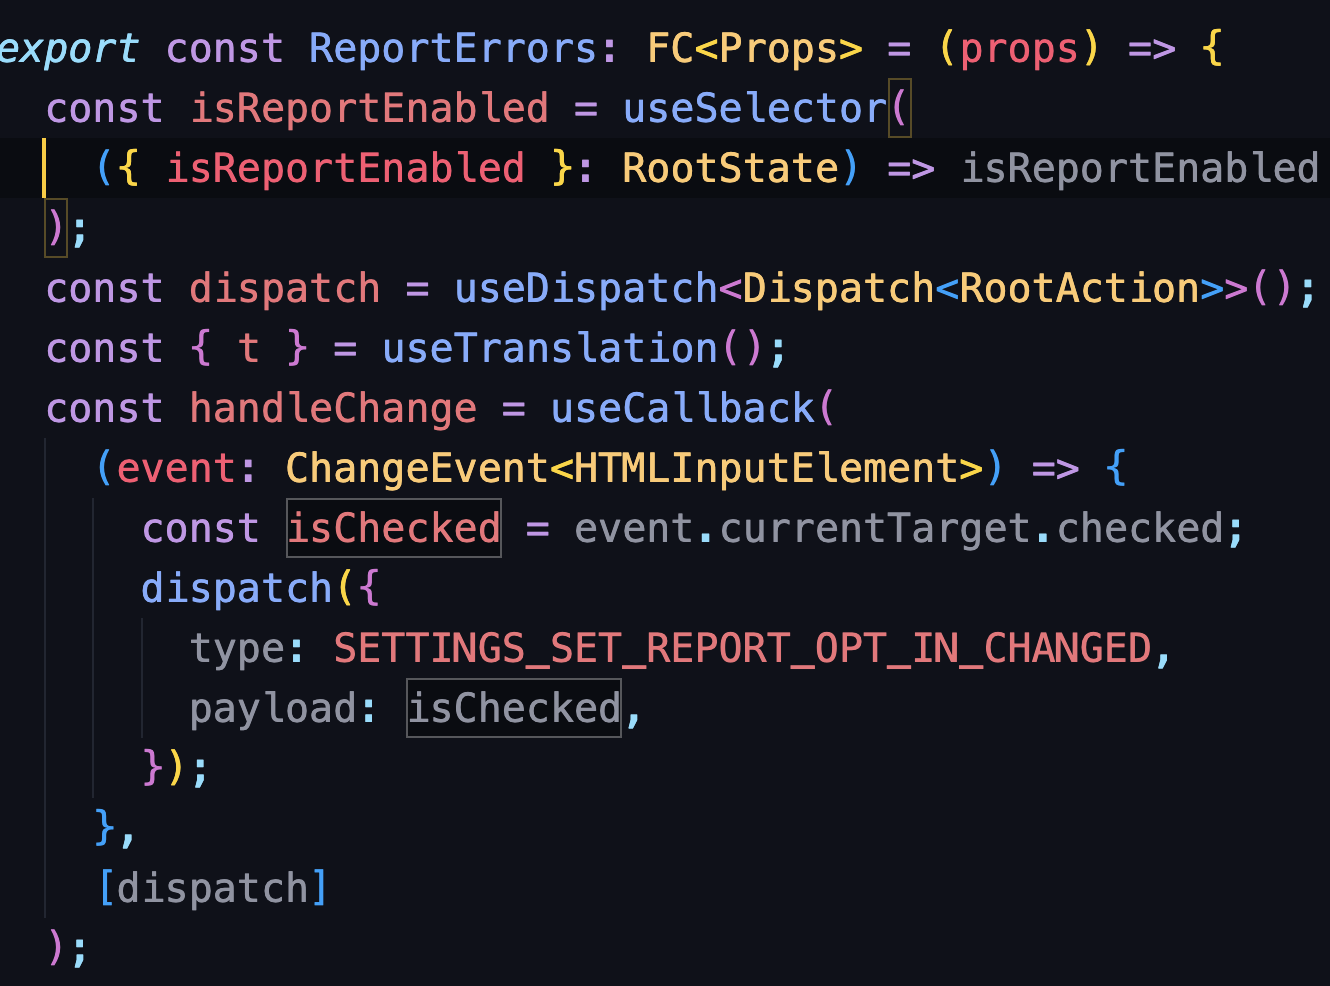 export const ReportErrors: FC<Props> = (props) => {
  const isReportEnabled = useSelector(
    ({ isReportEnabled }: RootState) => isReportEnabled
  );
  const dispatch = useDispatch<Dispatch<RootAction>>();
  const { t } = useTranslation();
  const handleChange = useCallback(
    (event: ChangeEvent<HTMLInputElement>) => {
      const isChecked = event.currentTarget.checked;
      dispatch({
        type: SETTINGS_SET_REPORT_OPT_IN_CHANGED,
        payload: isChecked,
      });
    },
    [dispatch]
  );